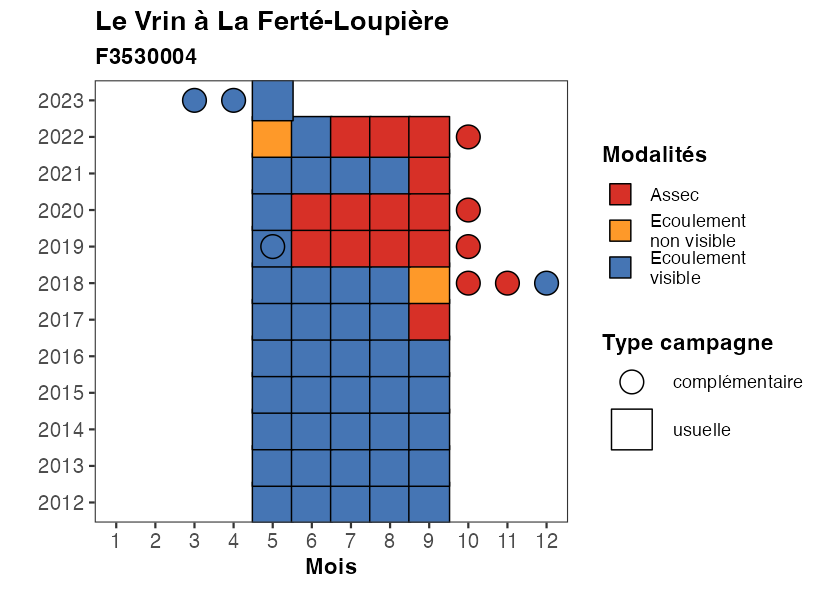 Le Vrin à La Ferté-Loupière
F3530004
2023
2022
2021
2020
2019
2018
2017
2016
2015
2014
2013
2012
1 2 3 4 5 6 7 8 9 10 11 12
Mois
Modalités
Assec
Ecoulement
non visible
Ecoulement
visible
Type campagne
complémentaire
usuelle